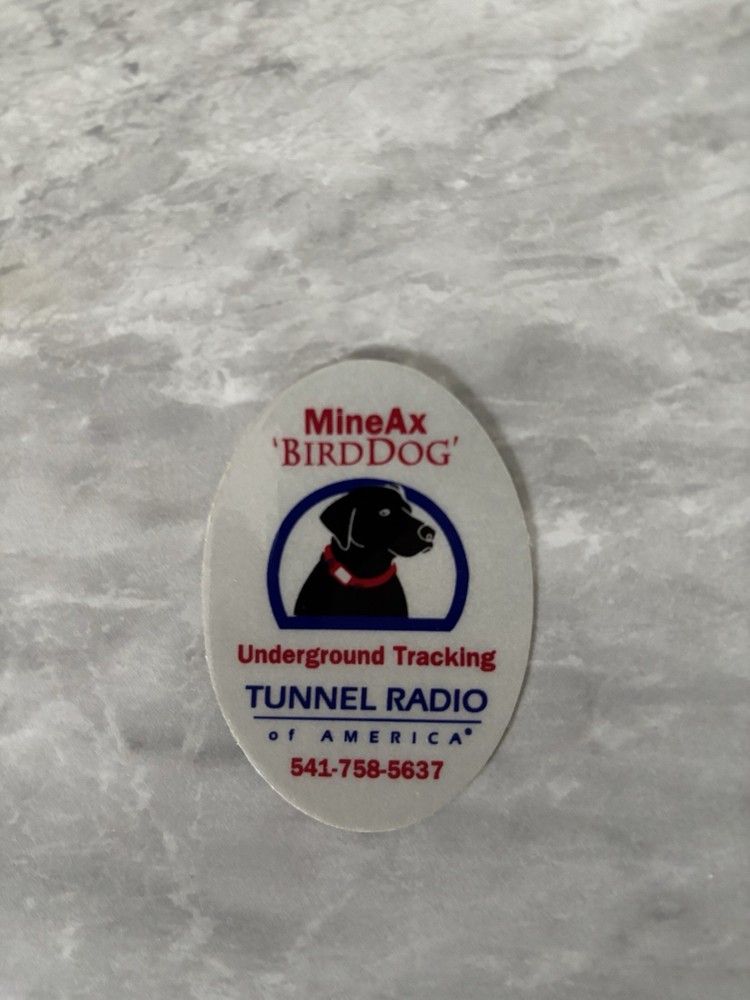 MineAx
'BIRDDOG'
Underground Tracking
TUNNEL RADIO
of AMERICA®
541-758-5637